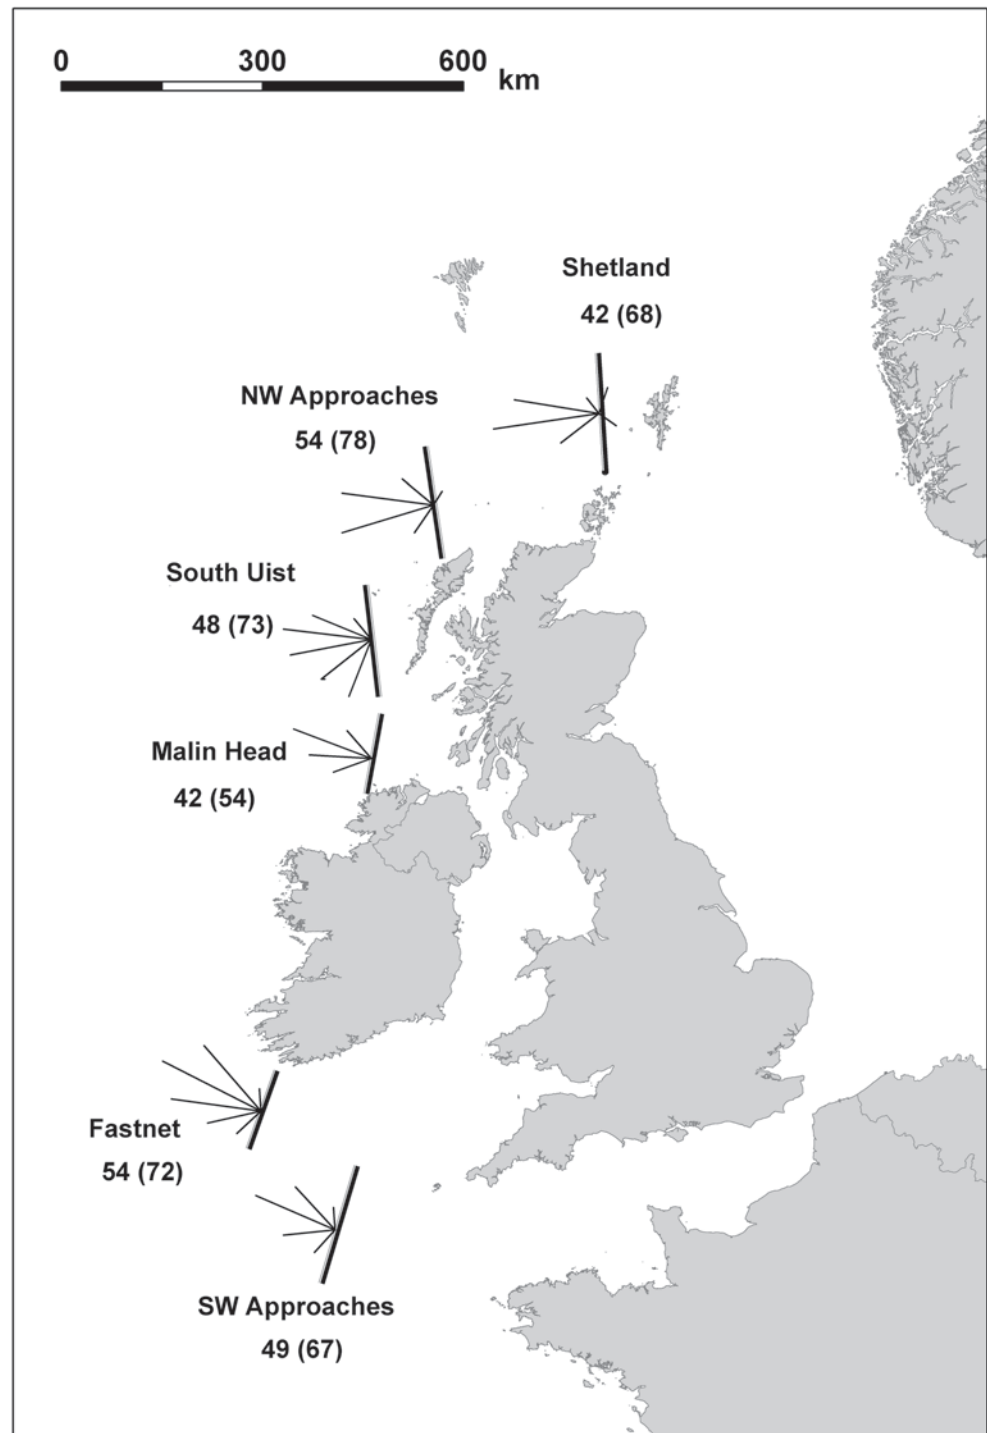 0 300 600 km
Shetland
42 (68)
NW Approaches
54 (78)
South Uist
48 (73)
Malin Head
42 (54)
Fastnet
54 (72)
SW Approaches
49 (67)